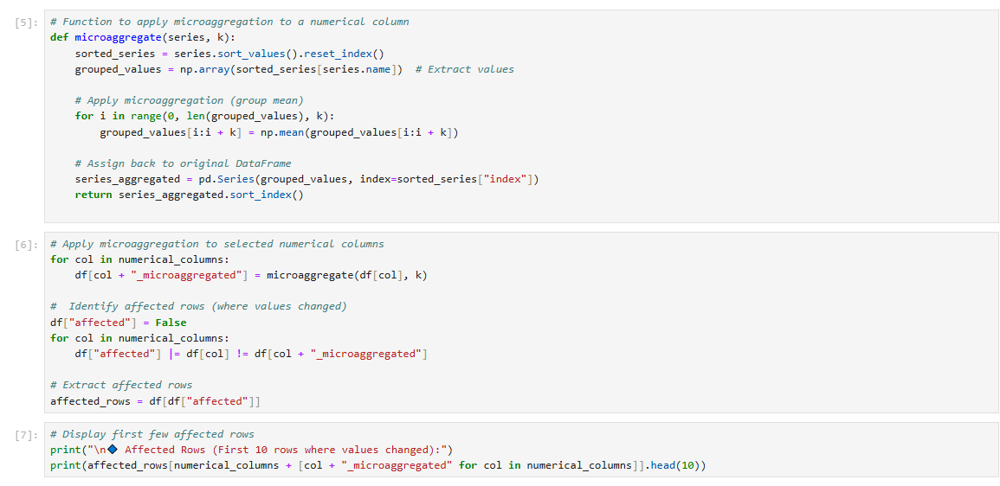 [5]: # Function to apply microaggregation to a numerical column
def microaggregate(series, k):
    sorted_series = series.sort_values().reset_index()
    grouped_values = np.array(sorted_series[series.name])  # Extract values

    # Apply microaggregation (group mean)
    for i in range(0, len(grouped_values), k):
        grouped_values[i:i + k] = np.mean(grouped_values[i:i + k])

    # Assign back to original DataFrame
    series_aggregated = pd.Series(grouped_values, index=sorted_series["index"])
    return series_aggregated.sort_index()

[6]: # Apply microaggregation to selected numerical columns
for col in numerical_columns:
    df[col + "_microaggregated"] = microaggregate(df[col], k)

#  Identify affected rows (where values changed)
df["affected"] = False
for col in numerical_columns:
    df["affected"] |= df[col] != df[col + "_microaggregated"]

# Extract affected rows
affected_rows = df[df["affected"]]

[7]: # Display first few affected rows
print("\n🔷 Affected Rows (First 10 rows where values changed):")
print(affected_rows[numerical_columns + [col + "_microaggregated" for col in numerical_columns]].head(10))